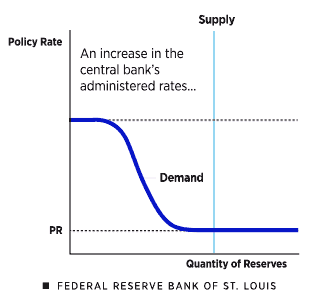 Supply
Policy Rate
An increase in the
central bank's
administered rates...
Demand
PR
Quantity of Reserves
■ FEDERAL RESERVE BANK OF ST. LOUIS